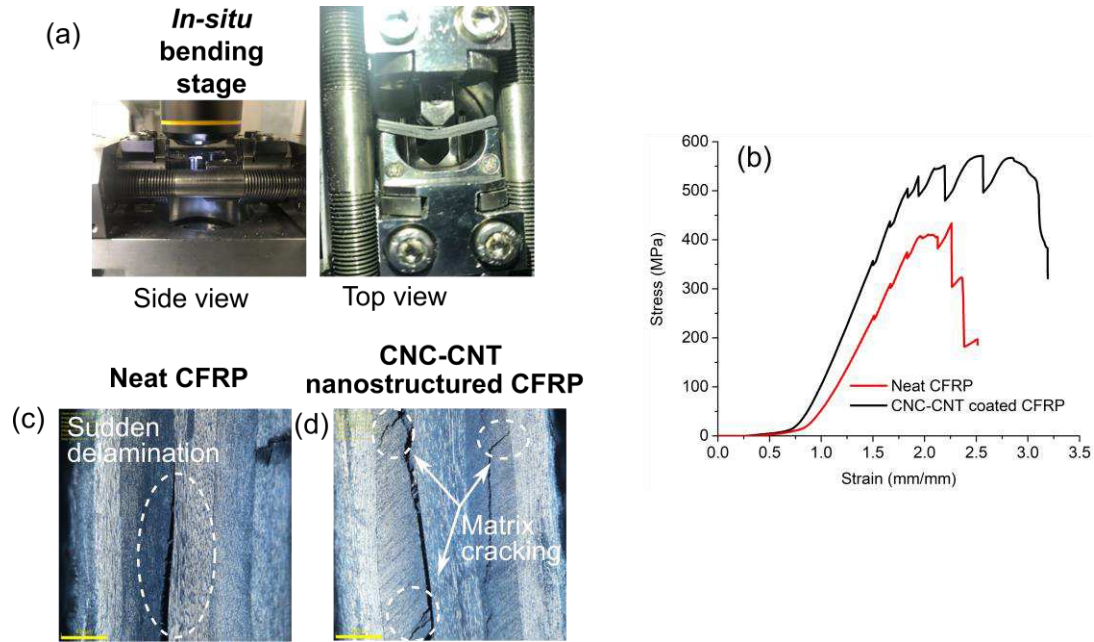 (a)
In-situ
bending
stage
Side view
Top view
(b)
600
500
400
300
200
100
0
Stress (MPa)
0.0 0.5 1.0 1.5 2.0 2.5 3.0 3.5
Strain (mm/mm)
Neat CFRP
CNC-CNT coated CFRP
Neat CFRP
CNC-CNT
nanostructured CFRP
(c)
Sudden
delamination
(d)
Matrix
cracking